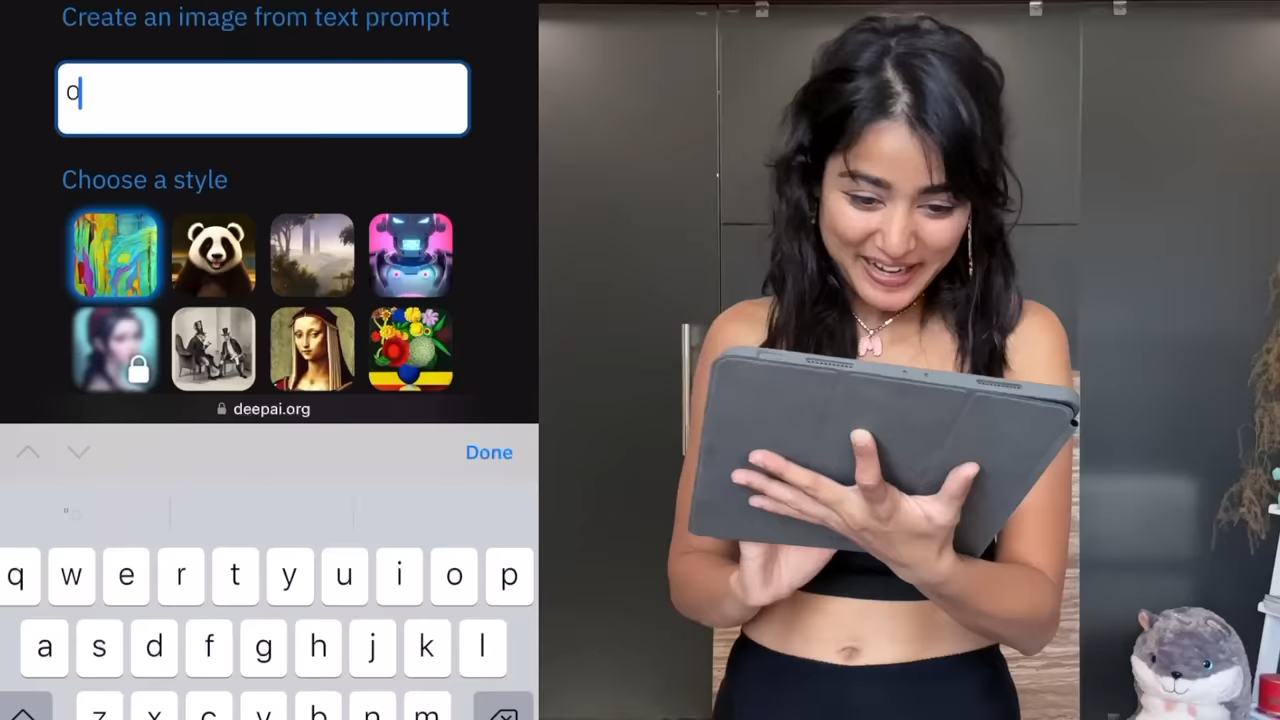 Create an image from text prompt
o
Choose a style
deepai.org
Done
"o
q w e r t y u i o p
a s d f g h j k l
z x c v b n m